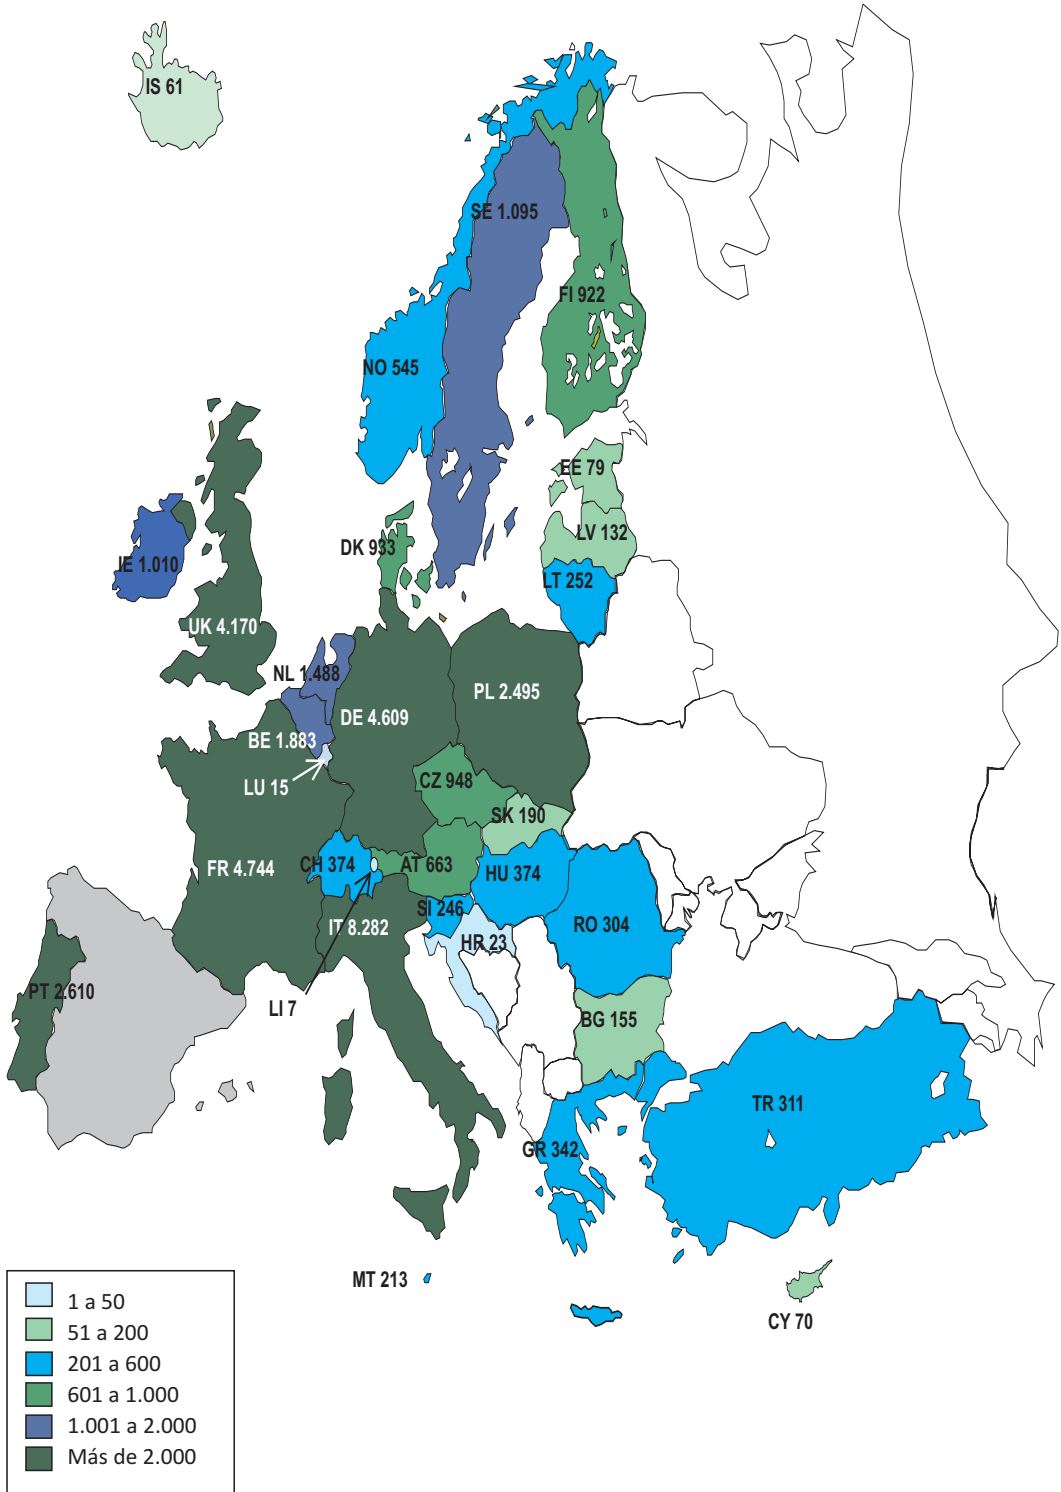 IS 61
SE 1.095
FI 922
NO 545
EE 79
LV 132
DK 933
IE 1.010
LT 252
UK 4.170
NL 1.488
PL 2.495
DE 4.609
BE 1.883
CZ 948
LU 15
SK 190
CH 374
AT 663
FR 4.744
HU 374
SI 246
RO 304
IT 8.282
HR 23
PT 2.610
LI 7
BG 155
TR 311
GR 342
MT 213
CY 70
1 a 50
51 a 200
201 a 600
601 a 1.000
1.001 a 2.000
Más de 2.000